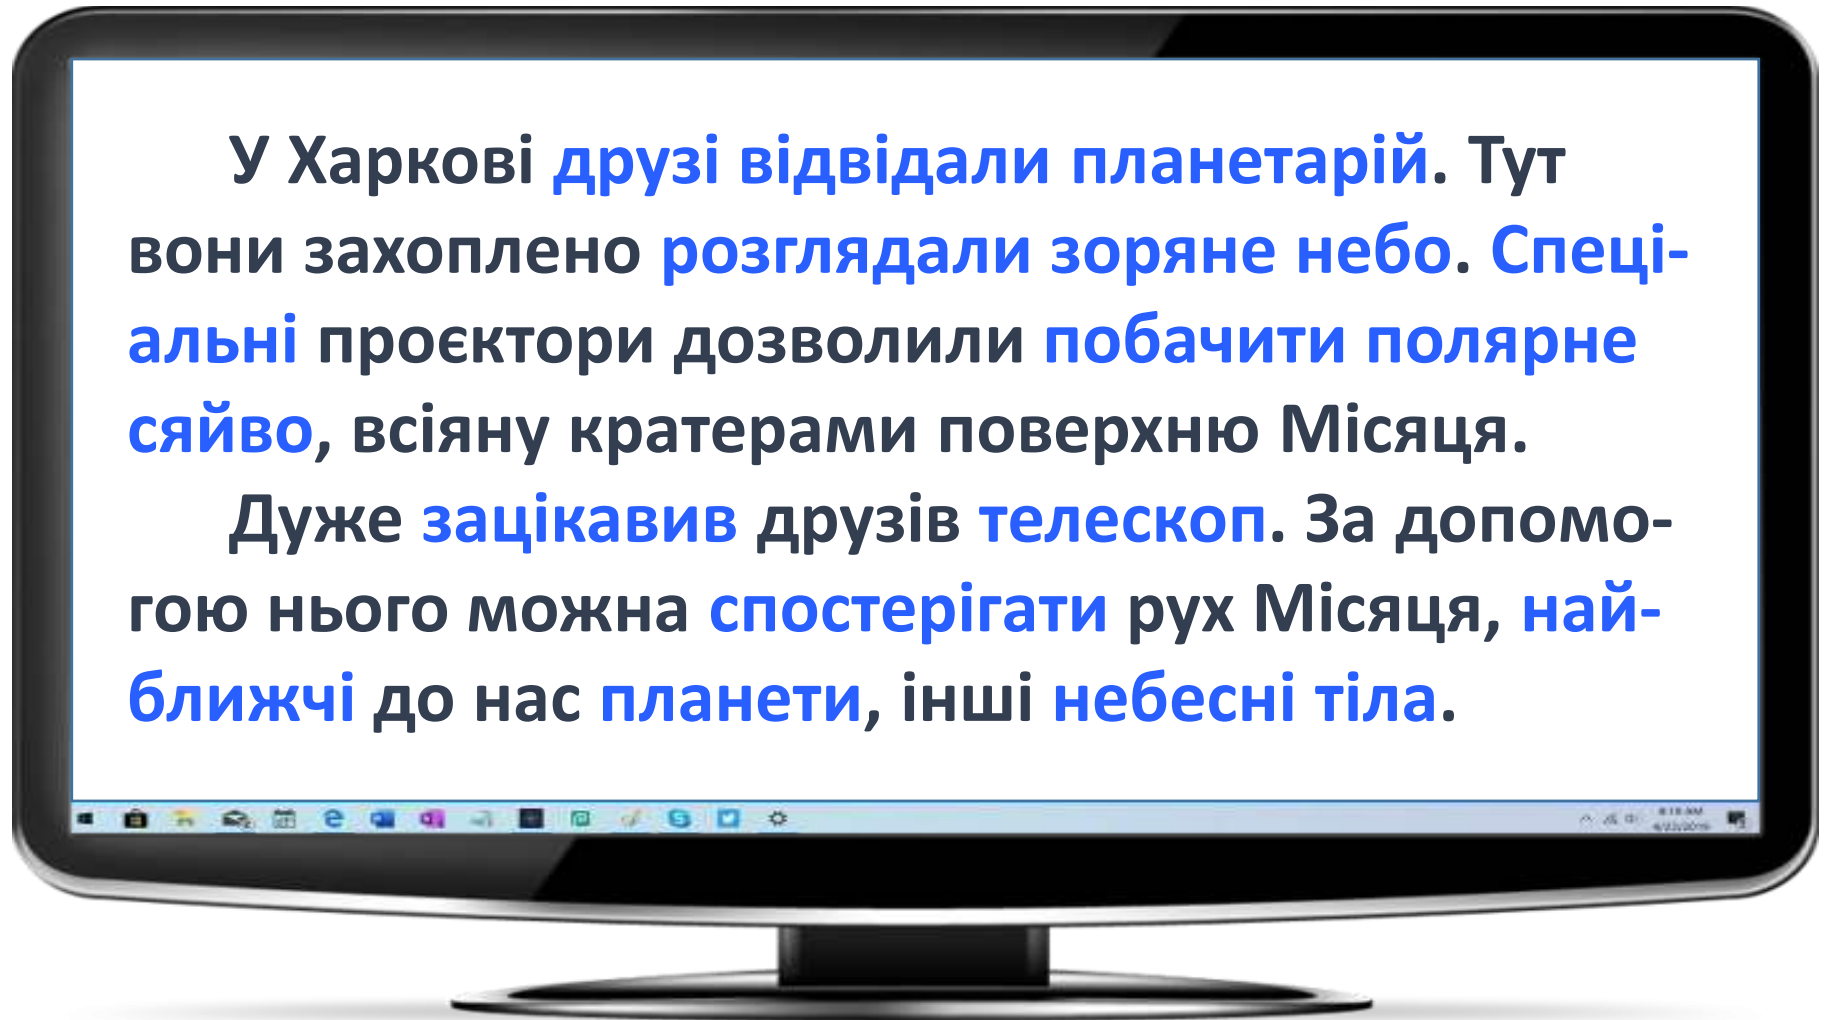 У Харкові друзі відвідали планетарій. Тут
вони захоплено розглядали зоряне небо. Спеці-
альні проєктори дозволили побачити полярне
сяйво, всіяну кратерами поверхню Місяця.
Дуже зацікавив друзів телескоп. За допомо-
гою нього можна спостерігати рух Місяця, най-
ближчі до нас планети, інші небесні тіла.